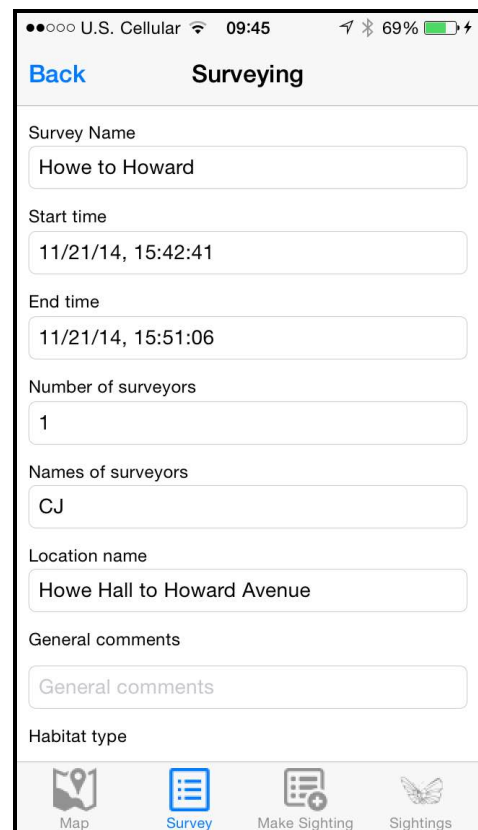 ●●○○○ U.S. Cellular 09:45 69%
Back Surveying
Survey Name
Howe to Howard
Start time
11/21/14, 15:42:41
End time
11/21/14, 15:51:06
Number of surveyors
1
Names of surveyors
CJ
Location name
Howe Hall to Howard Avenue
General comments
General comments
Habitat type
Map Survey Make Sighting Sightings